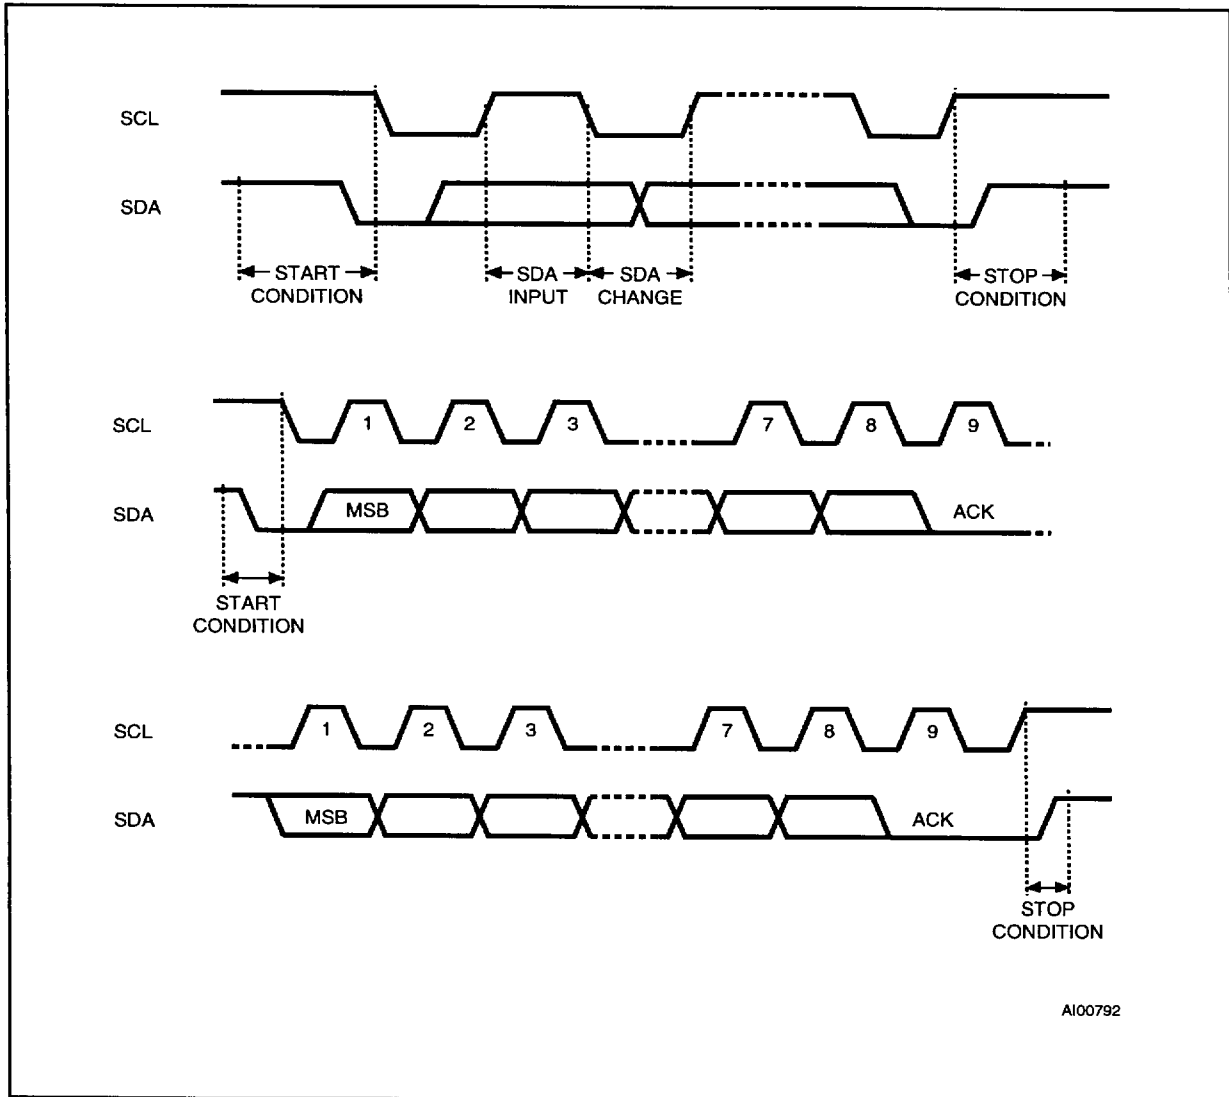 SCL
SDA
START CONDITION
SDA INPUT
SDA CHANGE
STOP CONDITION
SCL
1 2 3 7 8 9
SDA
MSB
ACK
START CONDITION
SCL
1 2 3 7 8 9
SDA
MSB
ACK
STOP CONDITION
AI00792